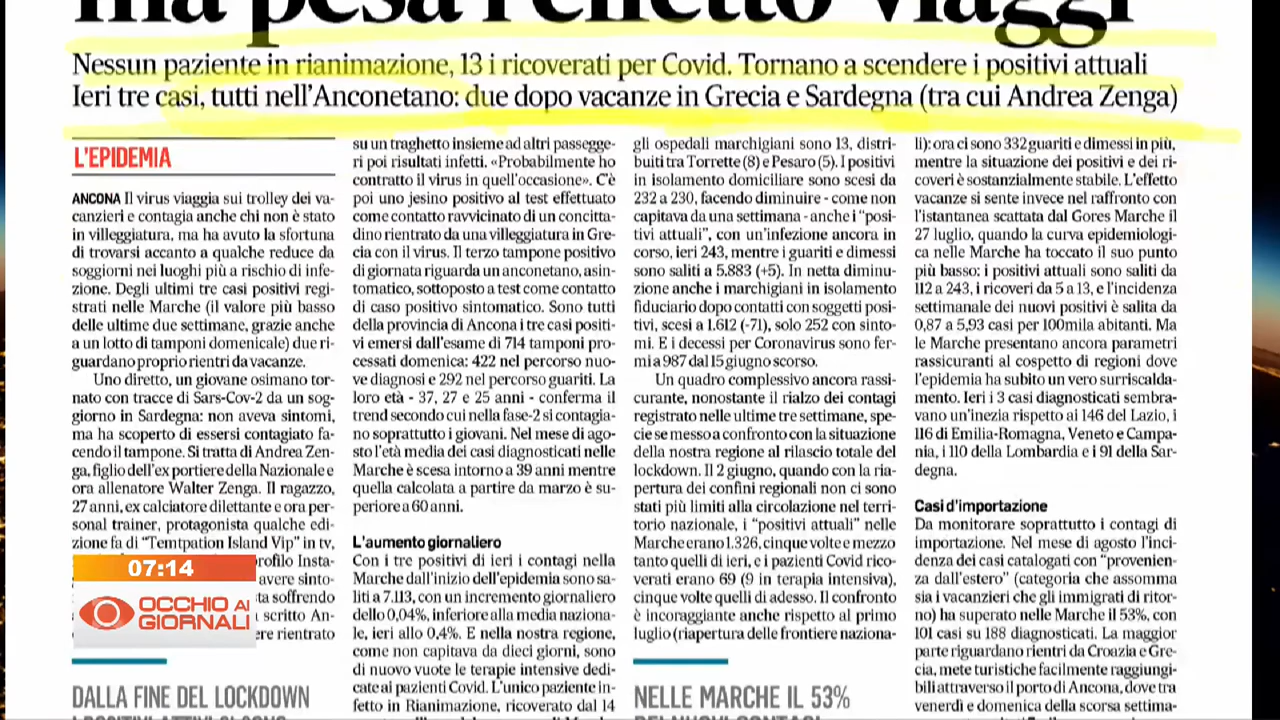 ma pesa l'effetto viaggi
Nessun paziente in rianimazione, 13 i ricoverati per Covid. Tornano a scendere i positivi attuali
Ieri tre casi, tutti nell'Anconetano: due dopo vacanze in Grecia e Sardegna (tra cui Andrea Zenga)
L'EPIDEMIA
ANCONA Il virus viaggia sui trolley dei va-
canzieri e contagia anche chi non è stato
in villeggiatura, ma ha avuto la sfortuna
di trovarsi accanto a qualche reduce da
soggiorni nei luoghi più a rischio di infe-
zione. Degli ultimi tre casi positivi regi-
strati nelle Marche (il valore più basso
delle ultime due settimane, grazie anche
a un lotto di tamponi domenicale) due ri-
guardano proprio rientri da vacanze.
Uno diretto, un giovane osimano tor-
nato con tracce di Sars-Cov-2 da un sog-
giorno in Sardegna: non aveva sintomi,
ma ha scoperto di essersi contagiato fa-
cendo il tampone. Si tratta di Andrea Zen-
ga, figlio dell'ex portiere della Nazionale e
ora allenatore Walter Zenga. Il ragazzo,
27 anni, ex calciatore dilettante e ora per-
sonal trainer, protagonista qualche edi-
zione fa di "Temtpation Island Vip" in tv,
rofilo Insta-
avere sinto-
ta soffrendo
scritto An-
ere rientrato
07:14
OCCHIO AI
GIORNALI
DALLA FINE DEL LOCKDOWN
su un traghetto insieme ad altri passegge-
ri poi risultati infetti. «Probabilmente ho
contratto il virus in quell'occasione». C'è
poi uno jesino positivo al test effettuato
come contatto ravvicinato di un concitta-
dino rientrato da una villeggiatura in Gre-
cia con il virus. Il terzo tampone positivo
di giornata riguarda un anconetano, asin-
tomatico, sottoposto a test come contatto
di caso positivo sintomatico. Sono tutti
della provincia di Ancona i tre casi positi-
vi emersi dall'esame di 714 tamponi pro-
cessati domenica: 422 nel percorso nuo-
ve diagnosi e 292 nel percorso guariti. La
loro età - 37, 27 e 25 anni - conferma il
trend secondo cui nella fase-2 si contagia-
no soprattutto i giovani. Nel mese di ago-
sto l'età media dei casi diagnosticati nelle
Marche è scesa intorno a 39 anni mentre
quella calcolata a partire da marzo è su-
periore a 60 anni.
L'aumento giornaliero
Con i tre positivi di ieri i contagi nella
Marche dall'inizio dell'epidemia sono sa-
liti a 7.113, con un incremento giornaliero
dello 0,04%, inferiore alla media naziona-
le, ieri allo 0,4%. E nella nostra regione,
come non capitava da dieci giorni, sono
di nuovo vuote le terapie intensive dedi-
cate ai pazienti Covid. L'unico paziente in-
fetto in Rianimazione, ricoverato dal 14
gli ospedali marchigiani sono 13, distri-
buiti tra Torrette (8) e Pesaro (5). I positivi
in isolamento domiciliare sono scesi da
232 a 230, facendo diminuire - come non
capitava da una settimana - anche i "posi-
tivi attuali", con un'infezione ancora in
corso, ieri 243, mentre i guariti e dimessi
sono saliti a 5.883 (+5). In netta diminu-
zione anche i marchigiani in isolamento
fiduciario dopo contatti con soggetti posi-
tivi, scesi a 1.612 (-71), solo 252 con sinto-
mi. E i decessi per Coronavirus sono fer-
mi a 987 dal 15 giugno scorso.
Un quadro complessivo ancora rassi-
curante, nonostante il rialzo dei contagi
registrato nelle ultime tre settimane, spe-
cie se messo a confronto con la situazione
della nostra regione al rilascio totale del
lockdown. Il 2 giugno, quando con la ria-
pertura dei confini regionali non ci sono
stati più limiti alla circolazione nel terri-
torio nazionale, i "positivi attuali" nelle
Marche erano 1.326, cinque volte e mezzo
tanto quelli di ieri, e i pazienti Covid rico-
verati erano 69 (9 in terapia intensiva),
cinque volte quelli di adesso. Il confronto
è incoraggiante anche rispetto al primo
luglio (riapertura delle frontiere naziona-
NELLE MARCHE IL 53%
li): ora ci sono 332 guariti e dimessi in più,
mentre la situazione dei positivi e dei ri-
coveri è sostanzialmente stabile. L'effetto
vacanze si sente invece nel raffronto con
l'istantanea scattata dal Gores Marche il
27 luglio, quando la curva epidemiologi-
ca nelle Marche ha toccato il suo punto
più basso: i positivi attuali sono saliti da
112 a 243, i ricoveri da 5 a 13, e l'incidenza
settimanale dei nuovi positivi è salita da
0,87 a 5,93 casi per 100mila abitanti. Ma
le Marche presentano ancora parametri
rassicuranti al cospetto di regioni dove
l'epidemia ha subito un vero surriscalda-
mento. Ieri i 3 casi diagnosticati sembra-
vano un'inezia rispetto ai 146 del Lazio, i
116 di Emilia-Romagna, Veneto e Campa-
nia, i 110 della Lombardia e i 91 della Sar-
degna.
Casi d'importazione
Da monitorare soprattutto i contagi di
importazione. Nel mese di agosto l'inci-
denza dei casi catalogati con "provenien-
za dall'estero" (categoria che assomma
sia i vacanzieri che gli immigrati di ritor-
no) ha superato nelle Marche il 53%, con
101 casi su 188 diagnosticati. La maggior
parte riguardano rientri da Croazia e Gre-
cia, mete turistiche facilmente raggiungi-
bili attraverso il porto di Ancona, dove tra
venerdì e domenica della scorsa settima-